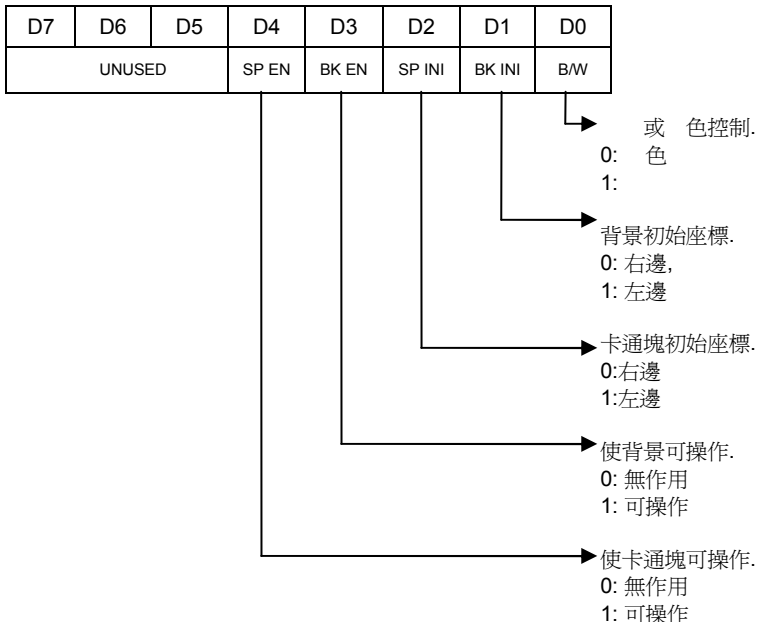 D7 D6 D5 D4 D3 D2 D1 D0
UNUSED SP EN BK EN SP INI BK INI B/W
或 色控制.
0: 色
1:
背景初始座標.
0: 右邊,
1: 左邊
卡通塊初始座標.
0:右邊
1:左邊
使背景可操作.
0: 無作用
1: 可操作
使卡通塊可操作.
0: 無作用
1: 可操作